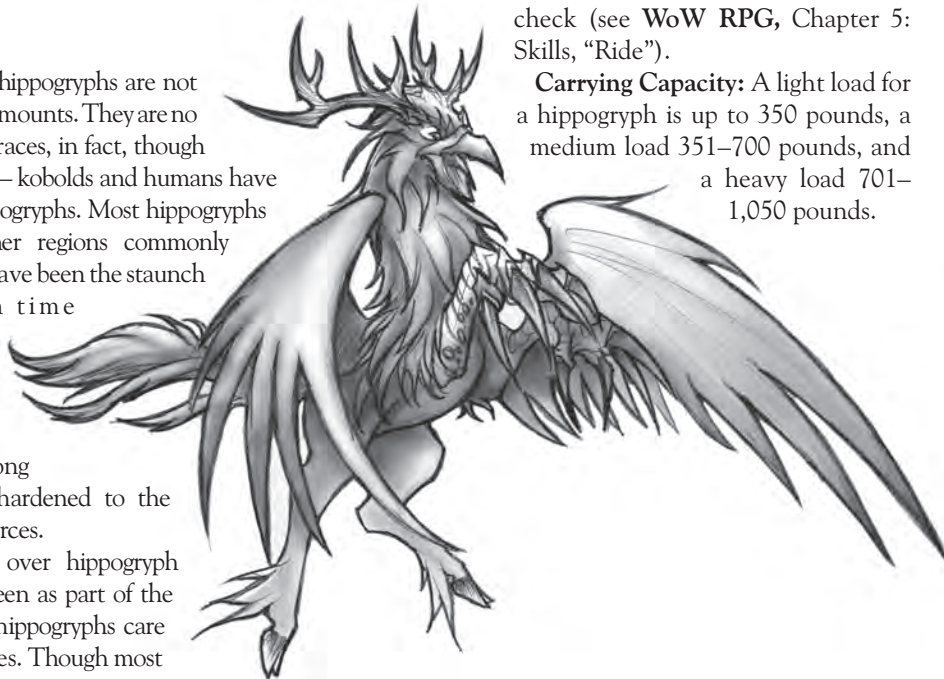 hippogryphs are not
mounts. They are no
races, in fact, though
– kobolds and humans have
ogryphs. Most hippogryphs
her regions commonly
ave been the staunch
time
ong
hardened to the
rces.
over hippogryph
een as part of the
hippogryphs care
es. Though most
check (see WoW RPG, Chapter 5:
Skills, “Ride”).
Carrying Capacity: A light load for
a hippogryph is up to 350 pounds, a
medium load 351–700 pounds, and
a heavy load 701–
1,050 pounds.